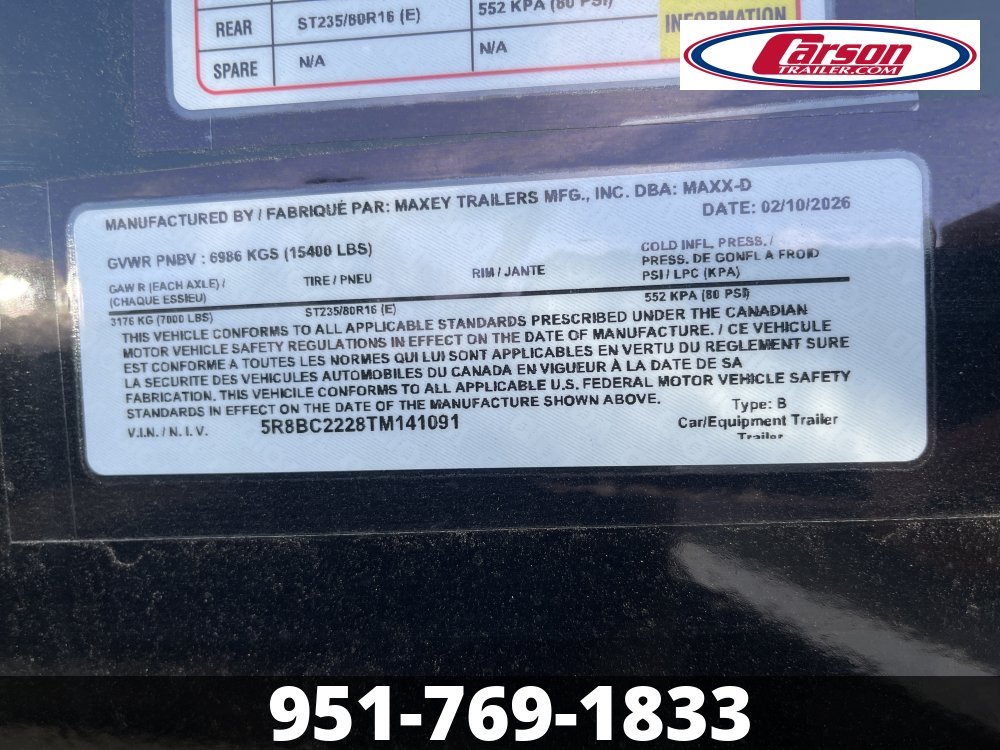 REAR ST235/80R16 (E) 552 KPA (80 PSI)
SPARE N/A N/A
INFORMATION
Carson
TRAILER.COM
MANUFACTURED BY / FABRIQUÉ PAR: MAXEY TRAILERS MFG., INC. DBA: MAXX-D
DATE: 02/10/2026
GVWR PNBV : 6986 KGS (15400 LBS)
GAWR (EACH AXLE) /
(CHAQUE ESSIEU)
TIRE / PNEU
RIM / JANTE
COLD INFL. PRESS. /
PRESS. DE GONFL A FROID
PSI / LPC (KPA)
3176 KG (7000 LBS) ST235/80R16 (E) 552 KPA (80 PSI)
THIS VEHICLE CONFORMS TO ALL APPLICABLE STANDARDS PRESCRIBED UNDER THE CANADIAN
MOTOR VEHICLE SAFETY REGULATIONS IN EFFECT ON THE DATE OF MANUFACTURE. / CE VEHICULE
EST CONFORME A TOUTES LES NORMES QUI LUI SONT APPLICABLES EN VERTU DU REGLEMENT SURE
LA SECURITE DES VEHICULES AUTOMOBILES DU CANADA EN VIGUEUR À LA DATE DE SA
FABRICATION. THIS VEHICILE CONFORMS TO ALL APPLICABLE U.S. FEDERAL MOTOR VEHICLE SAFETY
STANDARDS IN EFFECT ON THE DATE OF THE MANUFACTURE SHOWN ABOVE.
V.I.N. / N. I. V. 5R8BC2228TM141091
Type: B
Car/Equipment Trailer
Trailer
951-769-1833